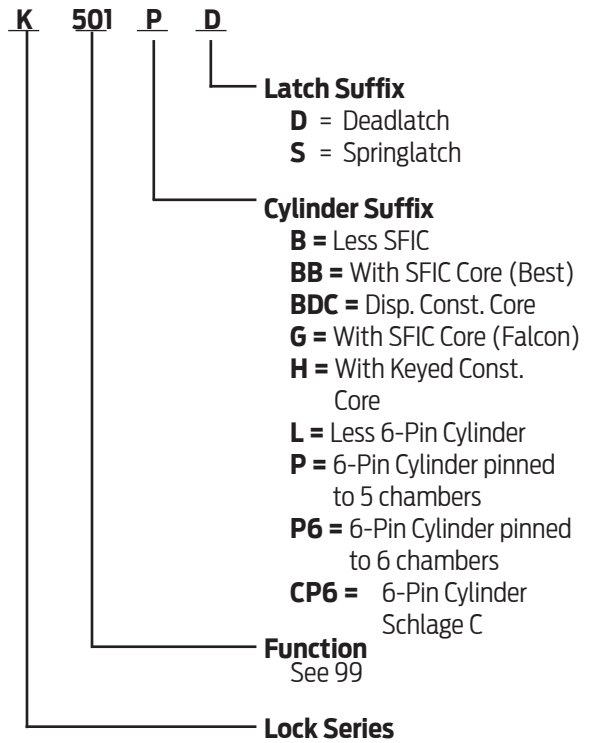 K 501 P D
Latch Suffix
D = Deadlatch
S = Springlatch
Cylinder Suffix
B = Less SFIC
BB = With SFIC Core (Best)
BDC = Disp. Const. Core
G = With SFIC Core (Falcon)
H = With Keyed Const.
Core
L = Less 6-Pin Cylinder
P = 6-Pin Cylinder pinned
to 5 chambers
P6 = 6-Pin Cylinder pinned
to 6 chambers
CP6 = 6-Pin Cylinder
Schlage C
Function
See 99
Lock Series